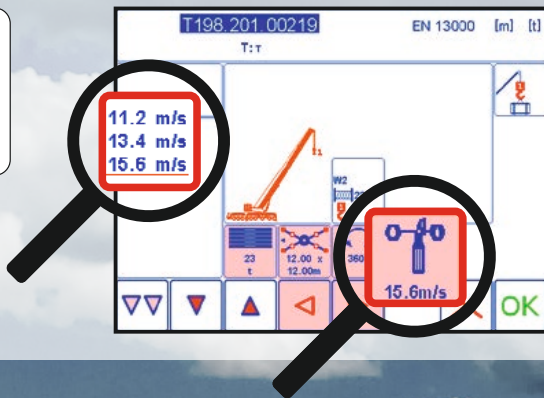 T198.201.00219 EN 13000 [m] [t]
T:T
11.2 m/s
13.4 m/s
15.6 m/s
W2
23
t
12.00 x
12.00m
360
15.6m/s
OK